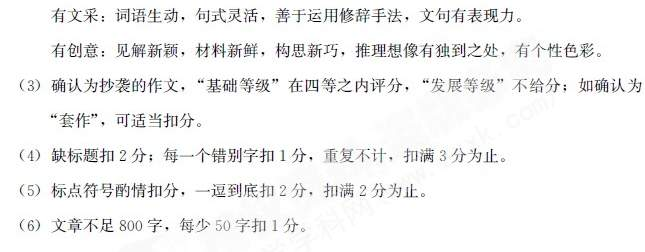 有文采：词语生动，句式灵活，善于运用修辞手法，文句有表现力。
有创意：见解新颖，材料新鲜，构思新巧，推理想像有独到之处，有个性色彩。
（3）确认为抄袭的作文，“基础等级”在四等之内评分，“发展等级”不给分；如确认为
“套作”，可适当扣分。
（4）缺标题扣 2 分；每一个错别字扣 1 分，重复不计，扣满 3 分为止。
（5）标点符号酌情扣分，一逗到底扣 2 分，扣满 2 分为止。
（6）文章不足 800 字，每少 50 字扣 1 分。